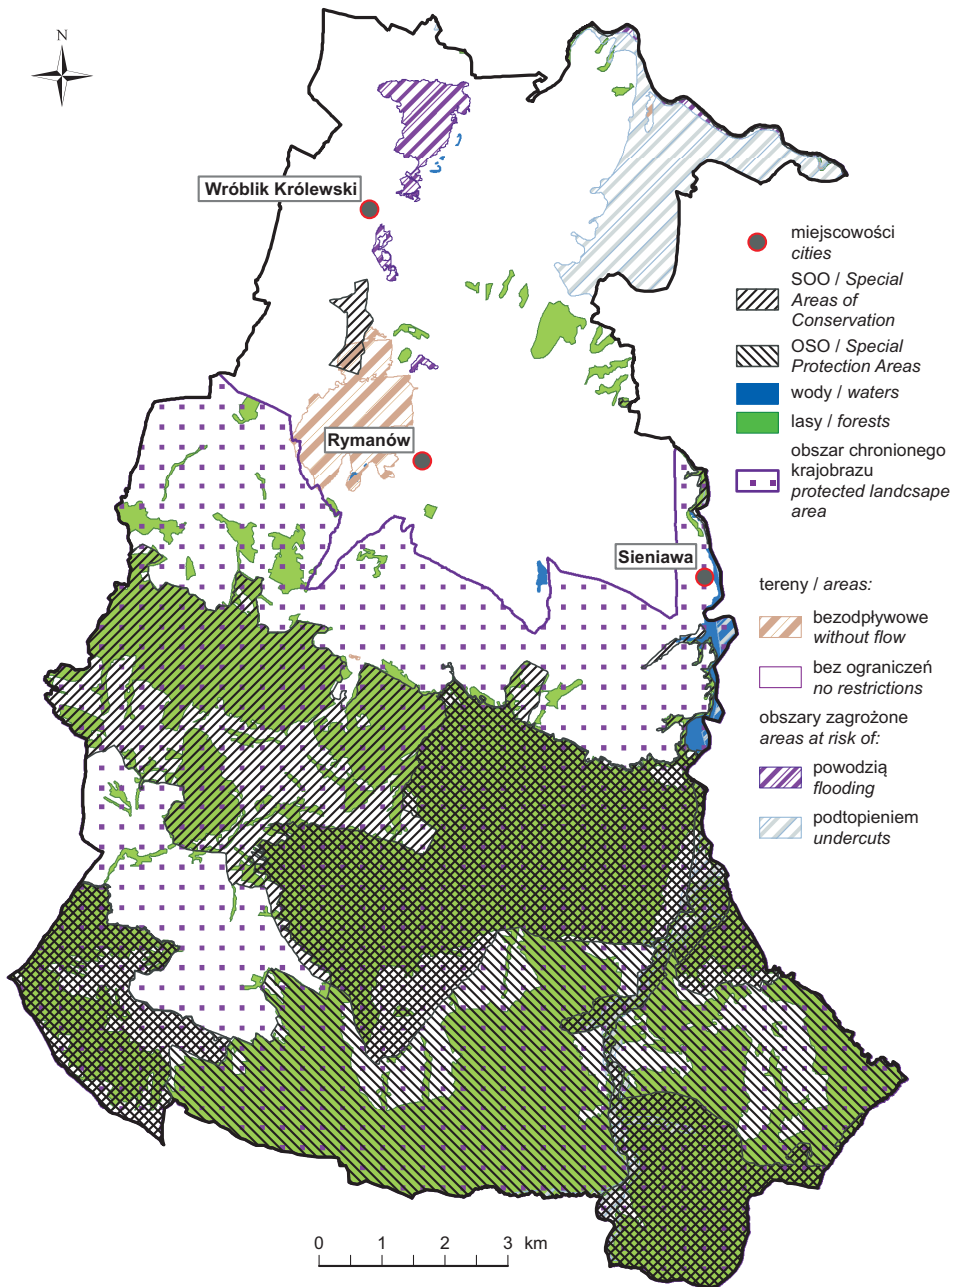 N
Wróblik Królewski
Rymanów
Sieniawa
miejscowości
cities
SOO / Special
Areas of
Conservation
OSO / Special
Protection Areas
wody / waters
lasy / forests
obszar chronionego
krajobrazu
protected landcsape
area
tereny / areas:
bezodpływowe
without flow
bez ograniczeń
no restrictions
obszary zagrożone
areas at risk of:
powodzią
flooding
podtopieniem
undercuts
0 1 2 3 km